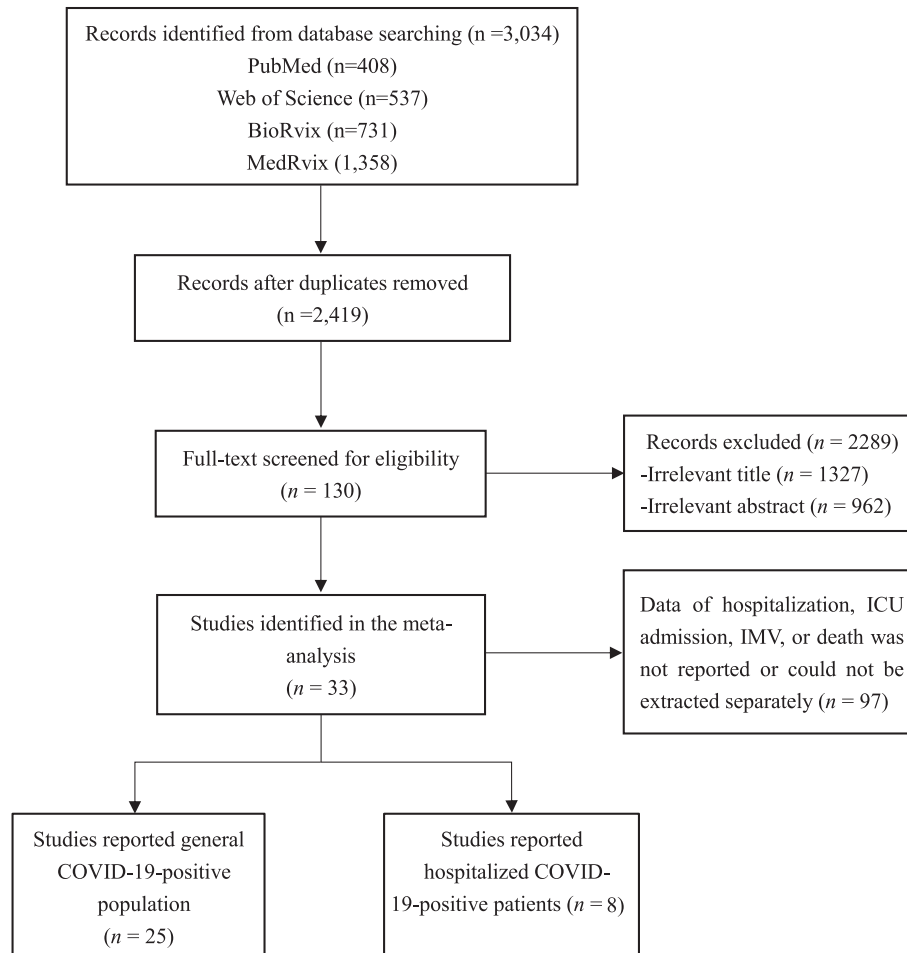 Records identified from database searching (n =3,034)
PubMed (n=408)
Web of Science (n=537)
BioRvix (n=731)
MedRvix (1,358)
Records after duplicates removed
(n =2,419)
Full-text screened for eligibility
(n = 130)
Records excluded (n = 2289)
-Irrelevant title (n = 1327)
-Irrelevant abstract (n = 962)
Studies identified in the meta-
analysis
(n = 33)
Data of hospitalization, ICU
admission, IMV, or death was
not reported or could not be
extracted separately (n = 97)
Studies reported general
COVID-19-positive
population
(n = 25)
Studies reported
hospitalized COVID-
19-positive patients (n = 8)